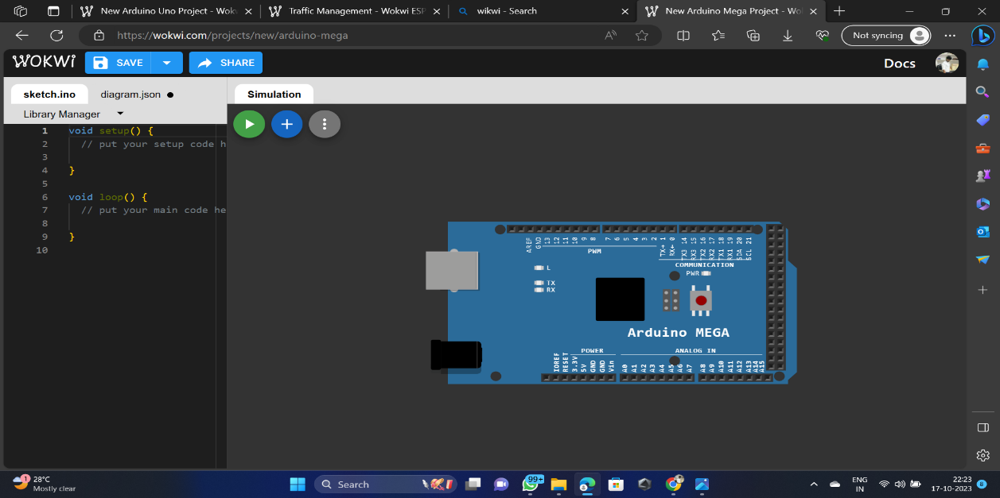 New Arduino Uno Project - Wokw
Traffic Management - Wokwi ESP
wikwi - Search
New Arduino Mega Project - Wo
https://wokwi.com/projects/new/arduino-mega
Not syncing
WOKWI
SAVE
SHARE
Docs
sketch.ino
diagram.json
Simulation
Library Manager
1 void setup() {
2 // put your setup code h
3
4 }
5
6 void loop() {
7 // put your main code he
8
9 }
10
AREF GND 13 12 11 10 9 8 7 6 5 4 3 2 TX→1 RX←0 TX3 14 RX3 15 TX2 16 RX2 17 TX1 18 RX1 19 SDA 20 SCL 21
PWM
COMMUNICATION
L
PWR
TX
RX
Arduino MEGA
POWER
ANALOG IN
IOREF RESET 3.3V 5V GND GND Vin A0 A1 A2 A3 A4 A5 A6 A7 A8 A9 A10 A11 A12 A13 A14 A15
1
28°C
Mostly clear
Search
99+
ENG
IN
22:23
17-10-2023
8